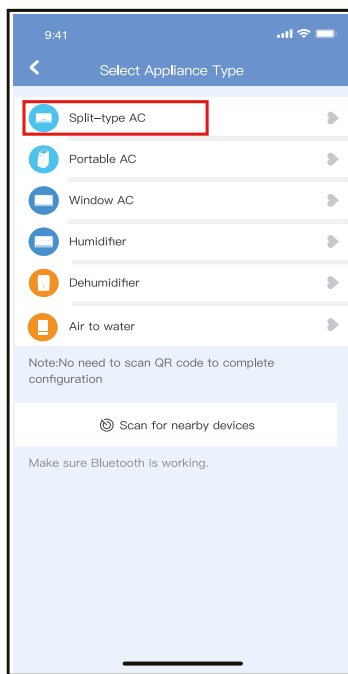 9:41
Select Appliance Type
Split-type AC
Portable AC
Window AC
Humidifier
Dehumidifier
Air to water
Note:No need to scan QR code to complete
configuration
Scan for nearby devices
Make sure Bluetooth is working.